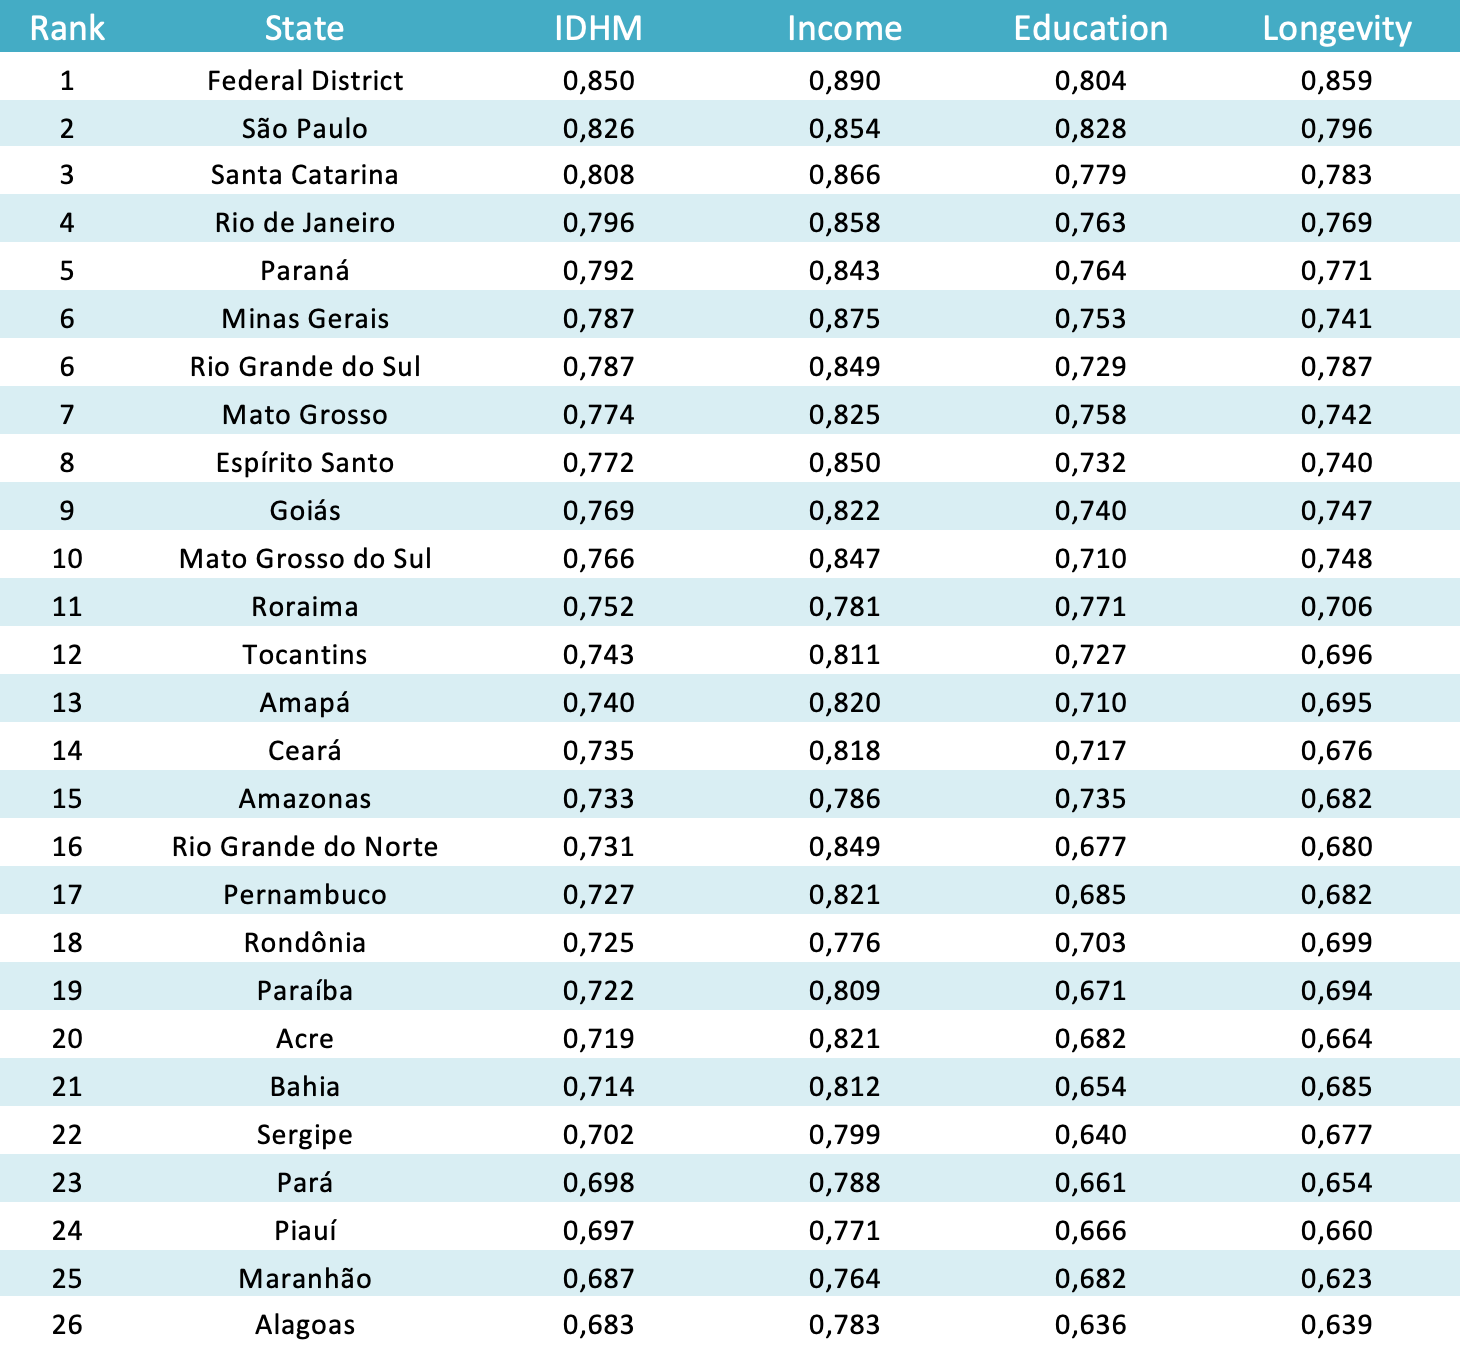 Rank State IDHM Income Education Longevity
1 Federal District 0,850 0,890 0,804 0,859
2 São Paulo 0,826 0,854 0,828 0,796
3 Santa Catarina 0,808 0,866 0,779 0,783
4 Rio de Janeiro 0,796 0,858 0,763 0,769
5 Paraná 0,792 0,843 0,764 0,771
6 Minas Gerais 0,787 0,875 0,753 0,741
6 Rio Grande do Sul 0,787 0,849 0,729 0,787
7 Mato Grosso 0,774 0,825 0,758 0,742
8 Espírito Santo 0,772 0,850 0,732 0,740
9 Goiás 0,769 0,822 0,740 0,747
10 Mato Grosso do Sul 0,766 0,847 0,710 0,748
11 Roraima 0,752 0,781 0,771 0,706
12 Tocantins 0,743 0,811 0,727 0,696
13 Amapá 0,740 0,820 0,710 0,695
14 Ceará 0,735 0,818 0,717 0,676
15 Amazonas 0,733 0,786 0,735 0,682
16 Rio Grande do Norte 0,731 0,849 0,677 0,680
17 Pernambuco 0,727 0,821 0,685 0,682
18 Rondônia 0,725 0,776 0,703 0,699
19 Paraíba 0,722 0,809 0,671 0,694
20 Acre 0,719 0,821 0,682 0,664
21 Bahia 0,714 0,812 0,654 0,685
22 Sergipe 0,702 0,799 0,640 0,677
23 Pará 0,698 0,788 0,661 0,654
24 Piauí 0,697 0,771 0,666 0,660
25 Maranhão 0,687 0,764 0,682 0,623
26 Alagoas 0,683 0,783 0,636 0,639